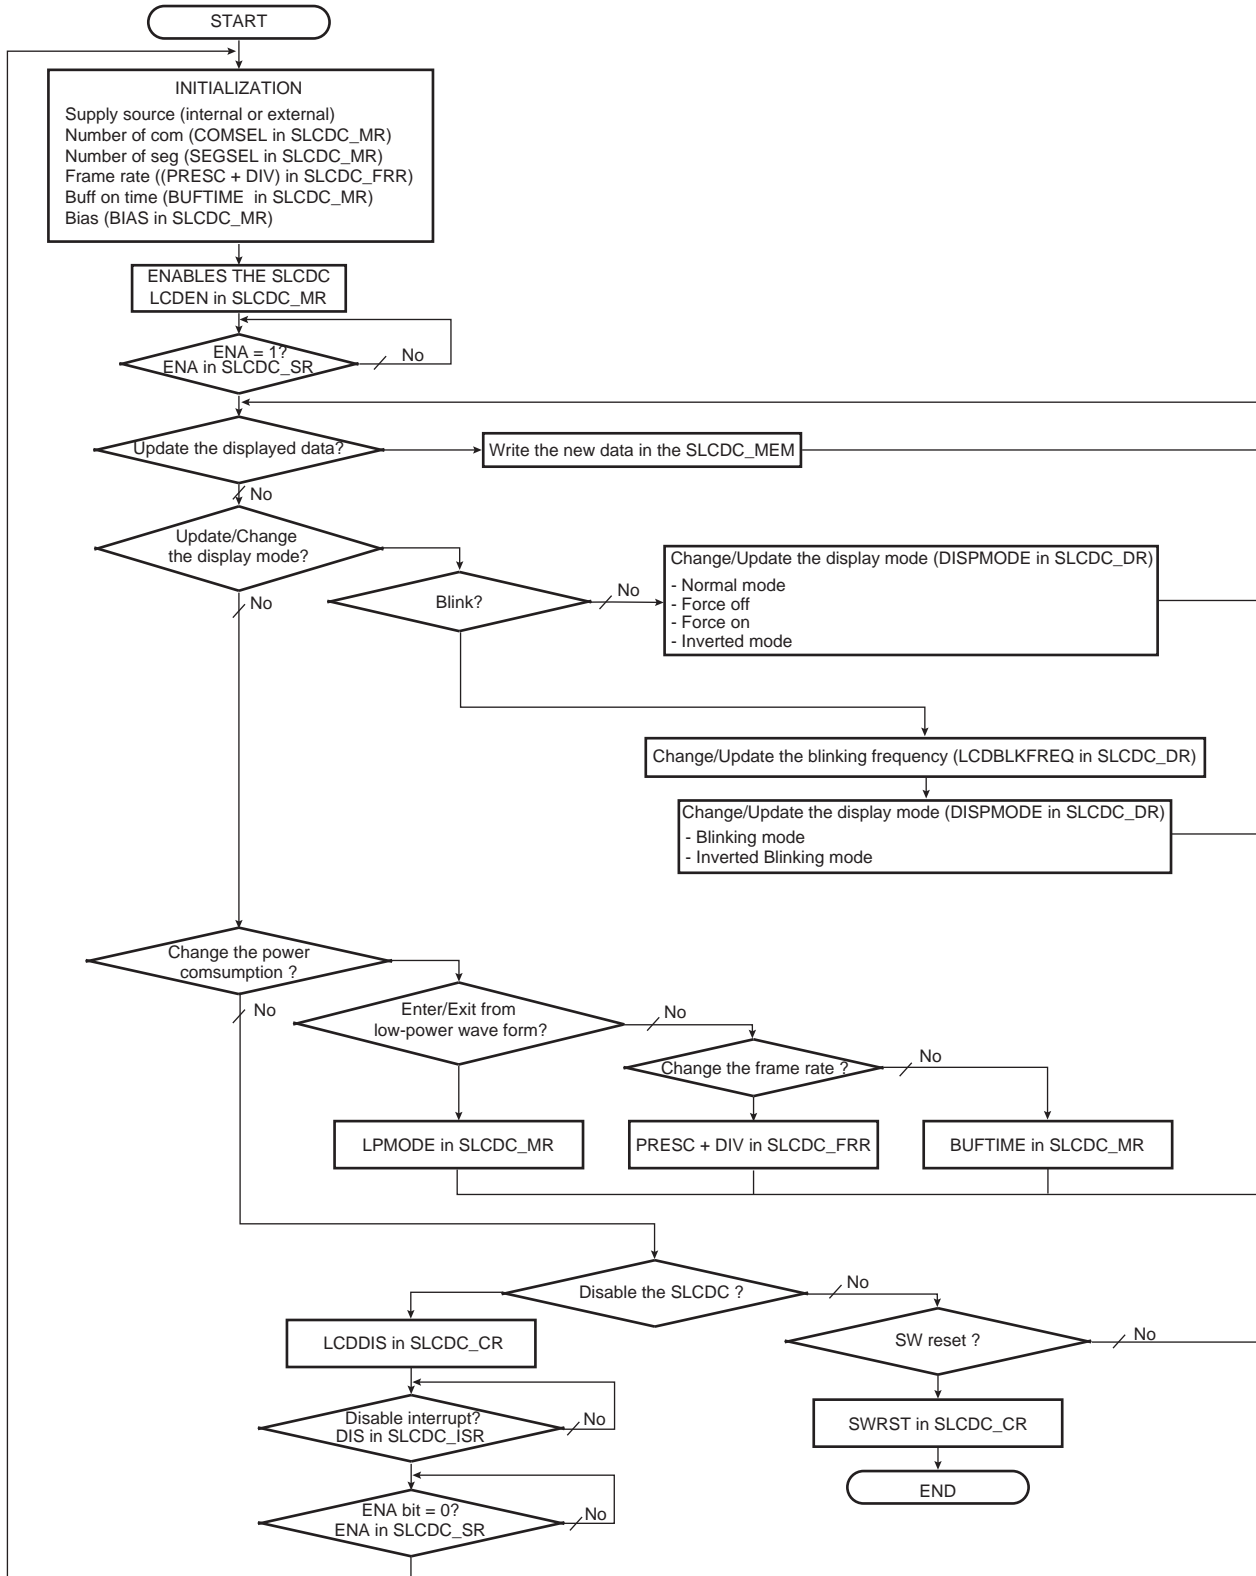 START
INITIALIZATION
Supply source (internal or external)
Number of com (COMSEL in SLCDC_MR)
Number of seg (SEGSEL in SLCDC_MR)
Frame rate ((PRESC + DIV) in SLCDC_FRR)
Buff on time (BUFTIME in SLCDC_MR)
Bias (BIAS in SLCDC_MR)
ENABLES THE SLCDC
LCDEN in SLCDC_MR
ENA = 1?
ENA in SLCDC_SR
No
Update the displayed data?
Write the new data in the SLCDC_MEM
No
Update/Change
the display mode?
No
Blink?
No
Change/Update the display mode (DISPMODE in SLCDC_DR)
- Normal mode
- Force off
- Force on
- Inverted mode
Change/Update the blinking frequency (LCDBLKFREQ in SLCDC_DR)
Change/Update the display mode (DISPMODE in SLCDC_DR)
- Blinking mode
- Inverted Blinking mode
Change the power
comsumption ?
No
Enter/Exit from
low-power wave form?
No
Change the frame rate ?
No
LPMODE in SLCDC_MR
PRESC + DIV in SLCDC_FRR
BUFTIME in SLCDC_MR
Disable the SLCDC ?
No
LCDDIS in SLCDC_CR
SW reset ?
No
Disable interrupt?
DIS in SLCDC_ISR
No
SWRST in SLCDC_CR
END
ENA bit = 0?
ENA in SLCDC_SR
No